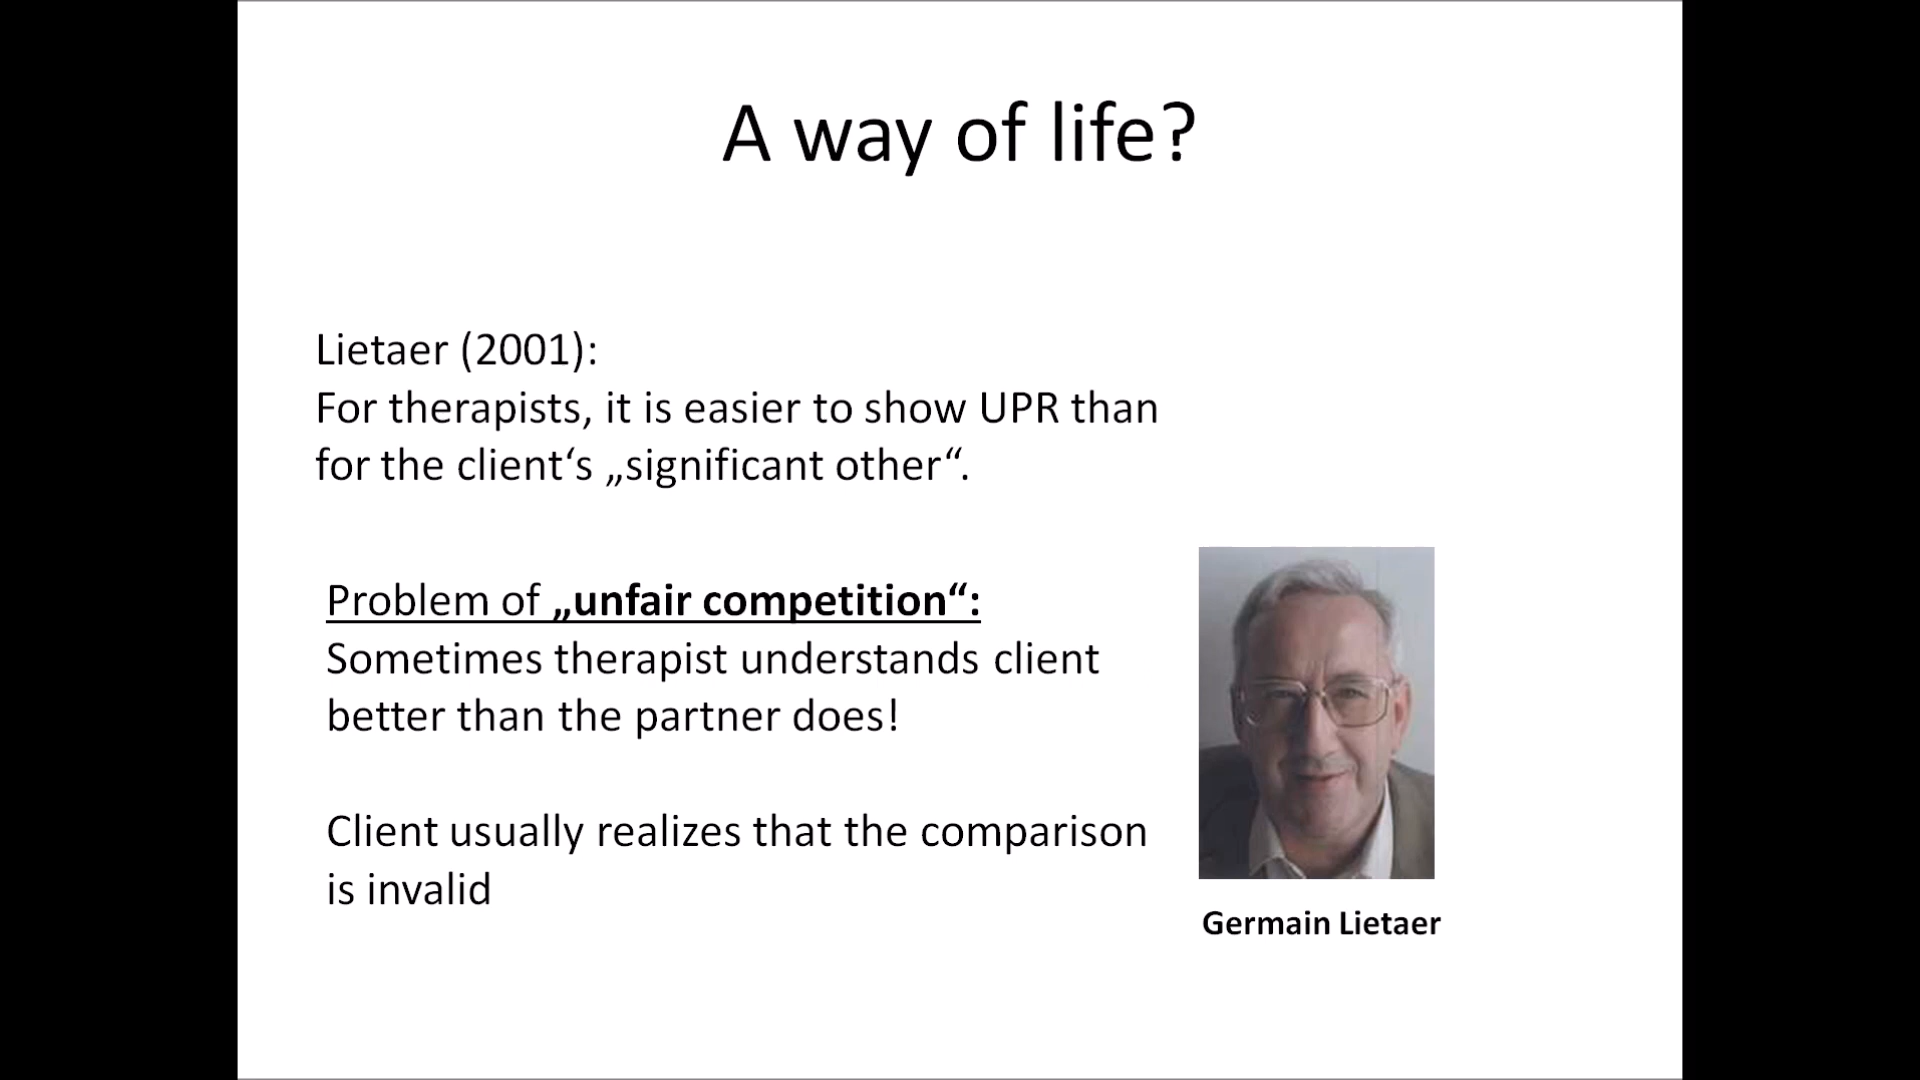 A way of life?
Lietaer (2001):
For therapists, it is easier to show UPR than
for the client‘s „significant other“.
Problem of „unfair competition“:
Sometimes therapist understands client
better than the partner does!
Client usually realizes that the comparison
is invalid
Germain Lietaer